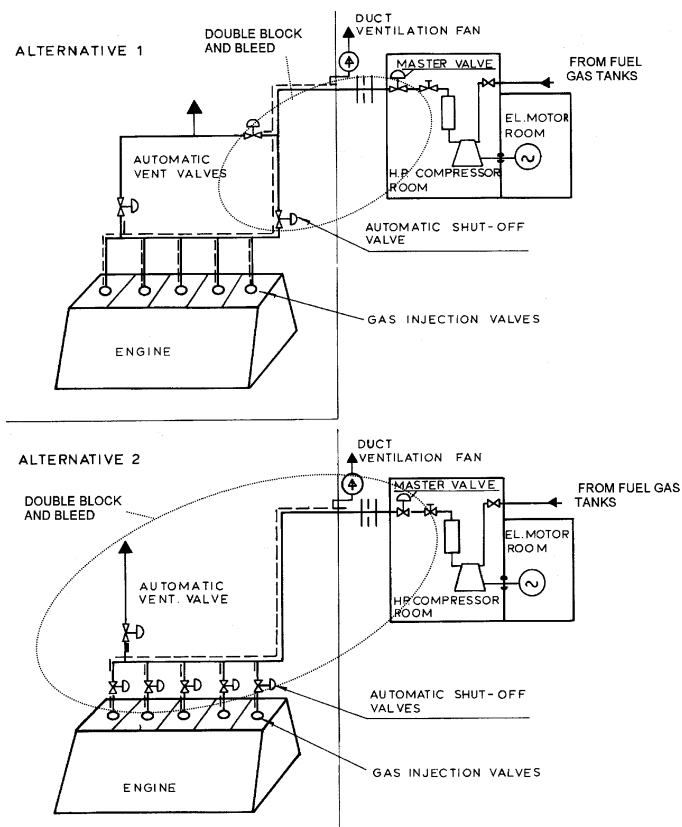 ALTERNATIVE 1
DOUBLE BLOCK
AND BLEED
DUCT
VENTILATION FAN
MASTER VALVE
FROM FUEL
GAS TANKS
EL.MOTOR
ROOM
H.P. COMPRESSOR
ROOM
AUTOMATIC
VENT VALVES
AUTOMATIC SHUT-OFF
VALVE
GAS INJECTION VALVES
ENGINE
ALTERNATIVE 2
DOUBLE BLOCK
AND BLEED
DUCT
VENTILATION FAN
MASTER VALVE
FROM FUEL GAS
TANKS
EL.MOTOR
ROOM
HP.COMPRESSOR
ROOM
AUTOMATIC
VENT. VALVE
AUTOMATIC SHUT-OFF
VALVES
GAS INJECTION VALVES
ENGINE